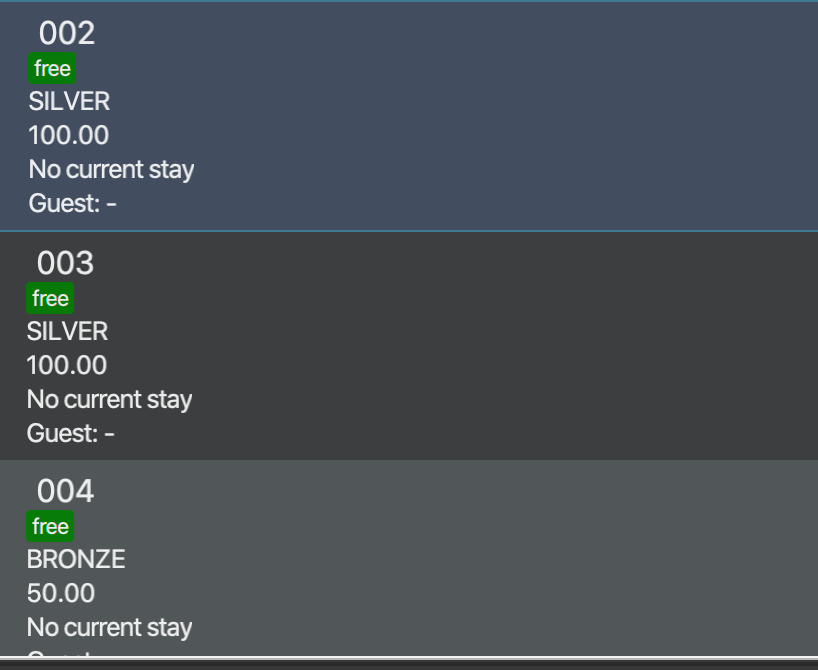 002
free
SILVER
100.00
No current stay
Guest: -
003
free
SILVER
100.00
No current stay
Guest: -
004
free
BRONZE
50.00
No current stay